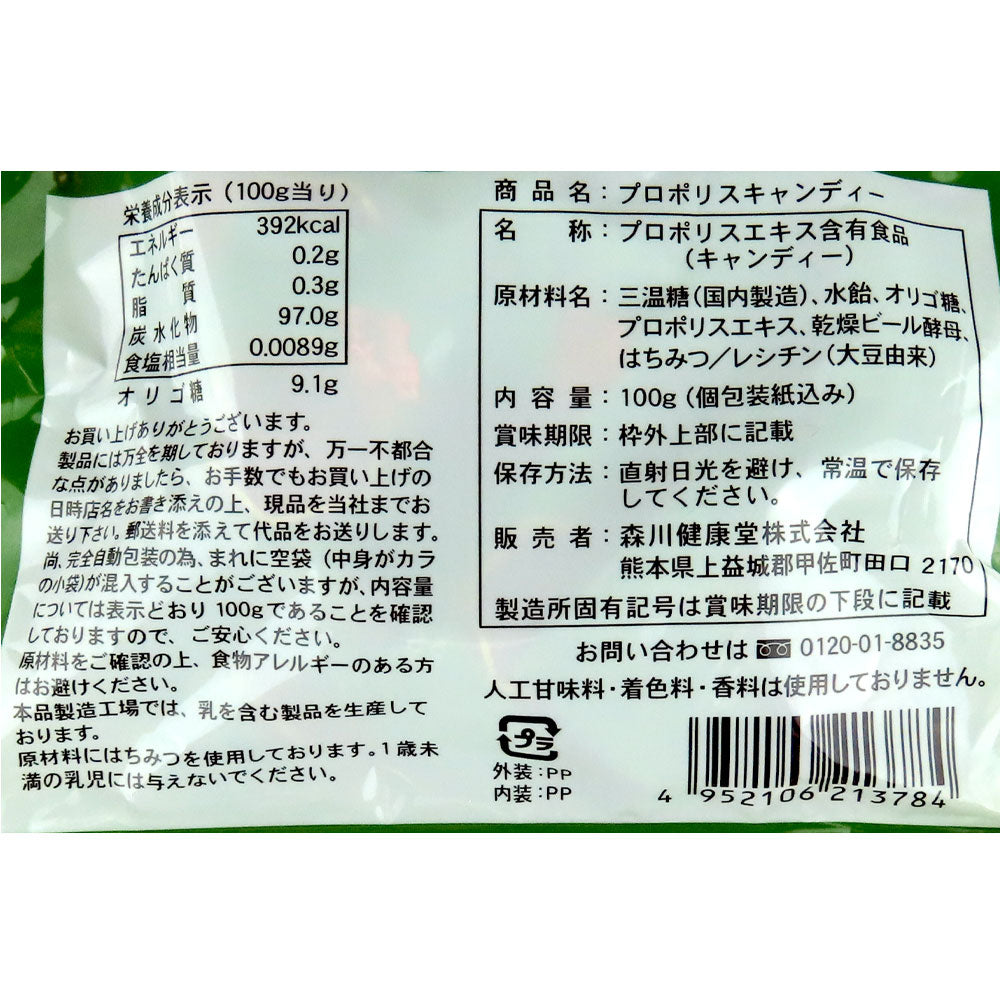 栄養成分表示（100g当り）
エネルギー 392kcal
たんぱく質 0.2g
脂質 0.3g
炭水化物 97.0g
食塩相当量 0.0089g
オリゴ糖 9.1g
お買い上げありがとうございます。
製品には万全を期しておりますが、万一不都合
な点がありましたら、お手数でもお買い上げの
日時店名をお書き添えの上、現品を当社までお
送り下さい。郵送料を添えて代品をお送りします。
尚、完全自動包装の為、まれに空袋（中身がカラ
の小袋）が混入することがございますが、内容量
については表示どおり100gであることを確認
しておりますので、ご安心ください。
原材料をご確認の上、食物アレルギーのある方
はお避けください。
本品製造工場では、乳を含む製品を生産して
おります。
原材料にはちみつを使用しております。1歳未
満の乳児には与えないでください。
商品名：プロポリスキャンディー
名称：プロポリスエキス含有食品
（キャンディー）
原材料名：三温糖（国内製造）、水飴、オリゴ糖、
プロポリスエキス、乾燥ビール酵母、
はちみつ／レシチン（大豆由来）
内容量：100g（個包装紙込み）
賞味期限：枠外上部に記載
保存方法：直射日光を避け、常温で保存
してください。
販売者：森川健康堂株式会社
熊本県上益城郡甲佐町田口 2170
製造所固有記号は賞味期限の下段に記載
お問い合わせは 0120-01-8835
人工甘味料・着色料・香料は使用しておりません。
プラ
外装：PP
内装：PP
4 952106 213784